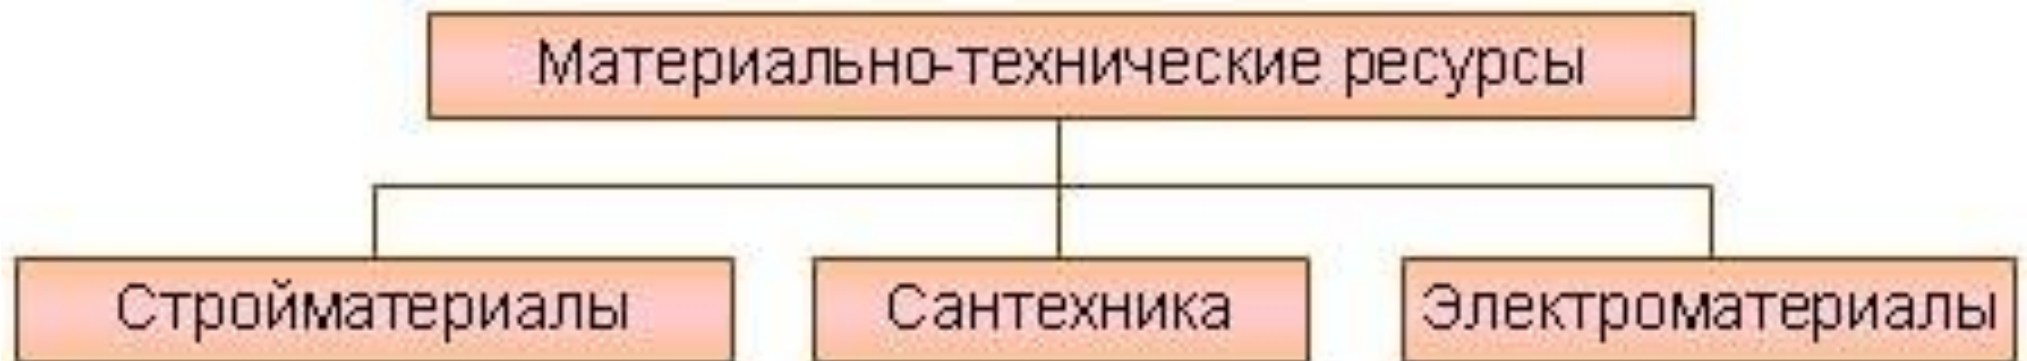 Материально-технические ресурсы
Стройматериалы
Сантехника
Электроматериалы